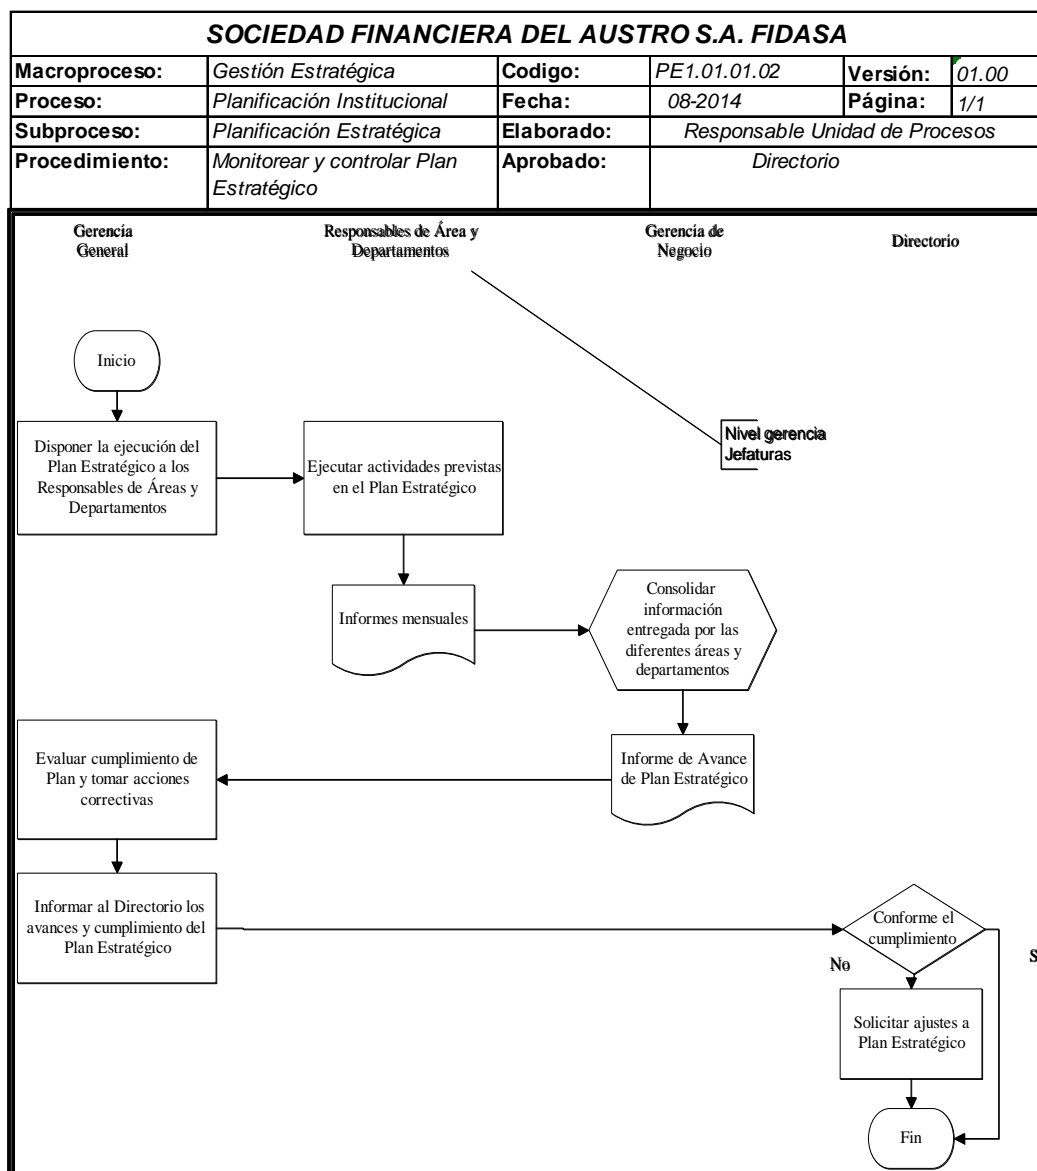 SOCIEDAD FINANCIERA DEL AUSTRO S.A. FIDASA
Macroproceso: Gestión Estratégica Codigo: PE1.01.01.02 Versión: 01.00
Proceso: Planificación Institucional Fecha: 08-2014 Página: 1/1
Subproceso: Planificación Estratégica Elaborado: Responsable Unidad de Procesos
Procedimiento: Monitorear y controlar Plan Aprobado: Directorio
Estratégico
Gerencia
General
Responsables de Área y
Departamentos
Gerencia de
Negocio
Directorio
Inicio
Nivel gerencia
Jefaturas
Disponer la ejecución del
Plan Estratégico a los
Responsables de Áreas y
Departamentos
Ejecutar actividades previstas
en el Plan Estratégico
Informes mensuales
Consolidar
información
entregada por las
diferentes áreas y
departamentos
Informe de Avance
de Plan Estratégico
Evaluar cumplimiento de
Plan y tomar acciones
correctivas
Informar al Directorio los
avances y cumplimiento del
Plan Estratégico
Conforme el
cumplimiento
No
Solicitar ajustes a
Plan Estratégico
Fin